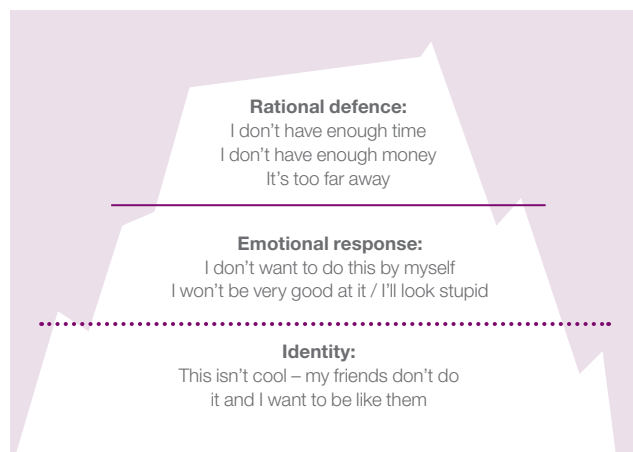 Rational defence:
I don’t have enough time
I don’t have enough money
It’s too far away
Emotional response:
I don’t want to do this by myself
I won’t be very good at it / I’ll look stupid
Identity:
This isn’t cool – my friends don’t do
it and I want to be like them